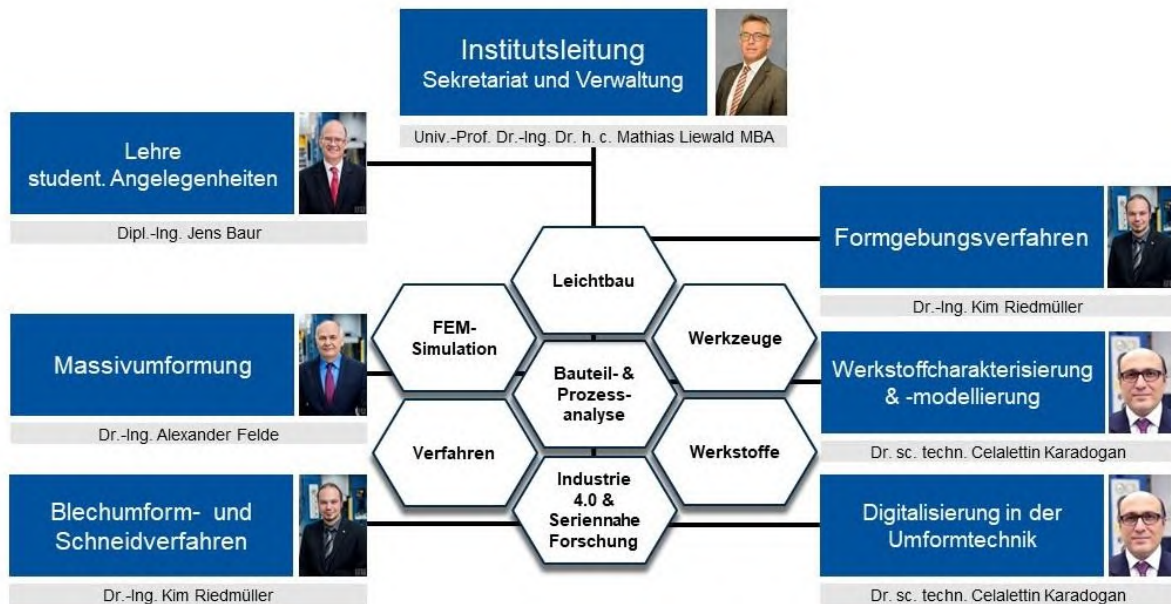 Institutsleitung
Sekretariat und Verwaltung
Univ.-Prof. Dr.-Ing. Dr. h. c. Mathias Liewald MBA
Lehre
student. Angelegenheiten
Dipl.-Ing. Jens Baur
Formgebungsverfahren
Dr.-Ing. Kim Riedmüller
Massivumformung
Dr.-Ing. Alexander Felde
Werkstoffcharakterisierung
& -modellierung
Dr. sc. techn. Celalettin Karadogan
Blechumform- und
Schneidverfahren
Dr.-Ing. Kim Riedmüller
Digitalisierung in der
Umformtechnik
Dr. sc. techn. Celalettin Karadogan
Leichtbau
FEM-
Simulation
Werkzeuge
Bauteil- &
Prozess-
analyse
Verfahren
Werkstoffe
Industrie
4.0 &
Seriennahe
Forschung